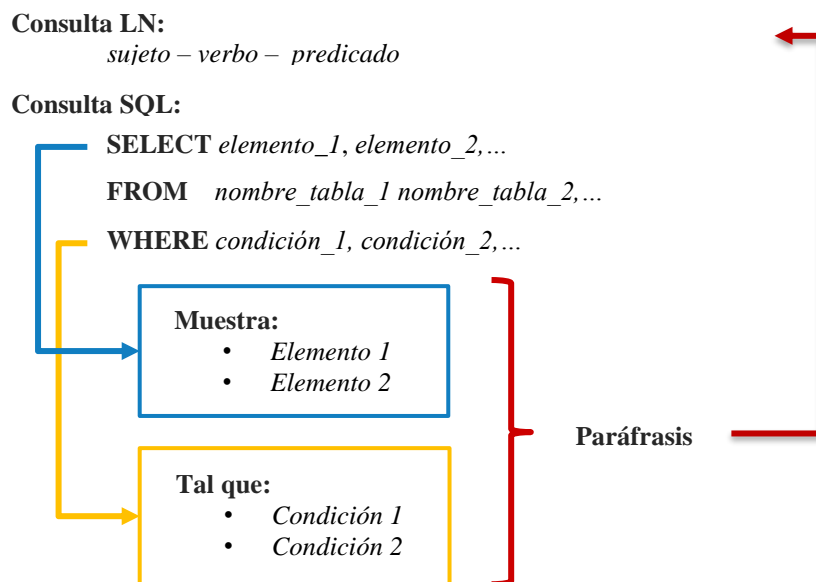 Consulta LN:
sujeto – verbo – predicado
Consulta SQL:
SELECT elemento_1, elemento_2,…
FROM nombre_tabla_1 nombre_tabla_2,…
WHERE condición_1, condición_2,…
Muestra:
• Elemento 1
• Elemento 2
Paráfrasis
Tal que:
• Condición 1
• Condición 2